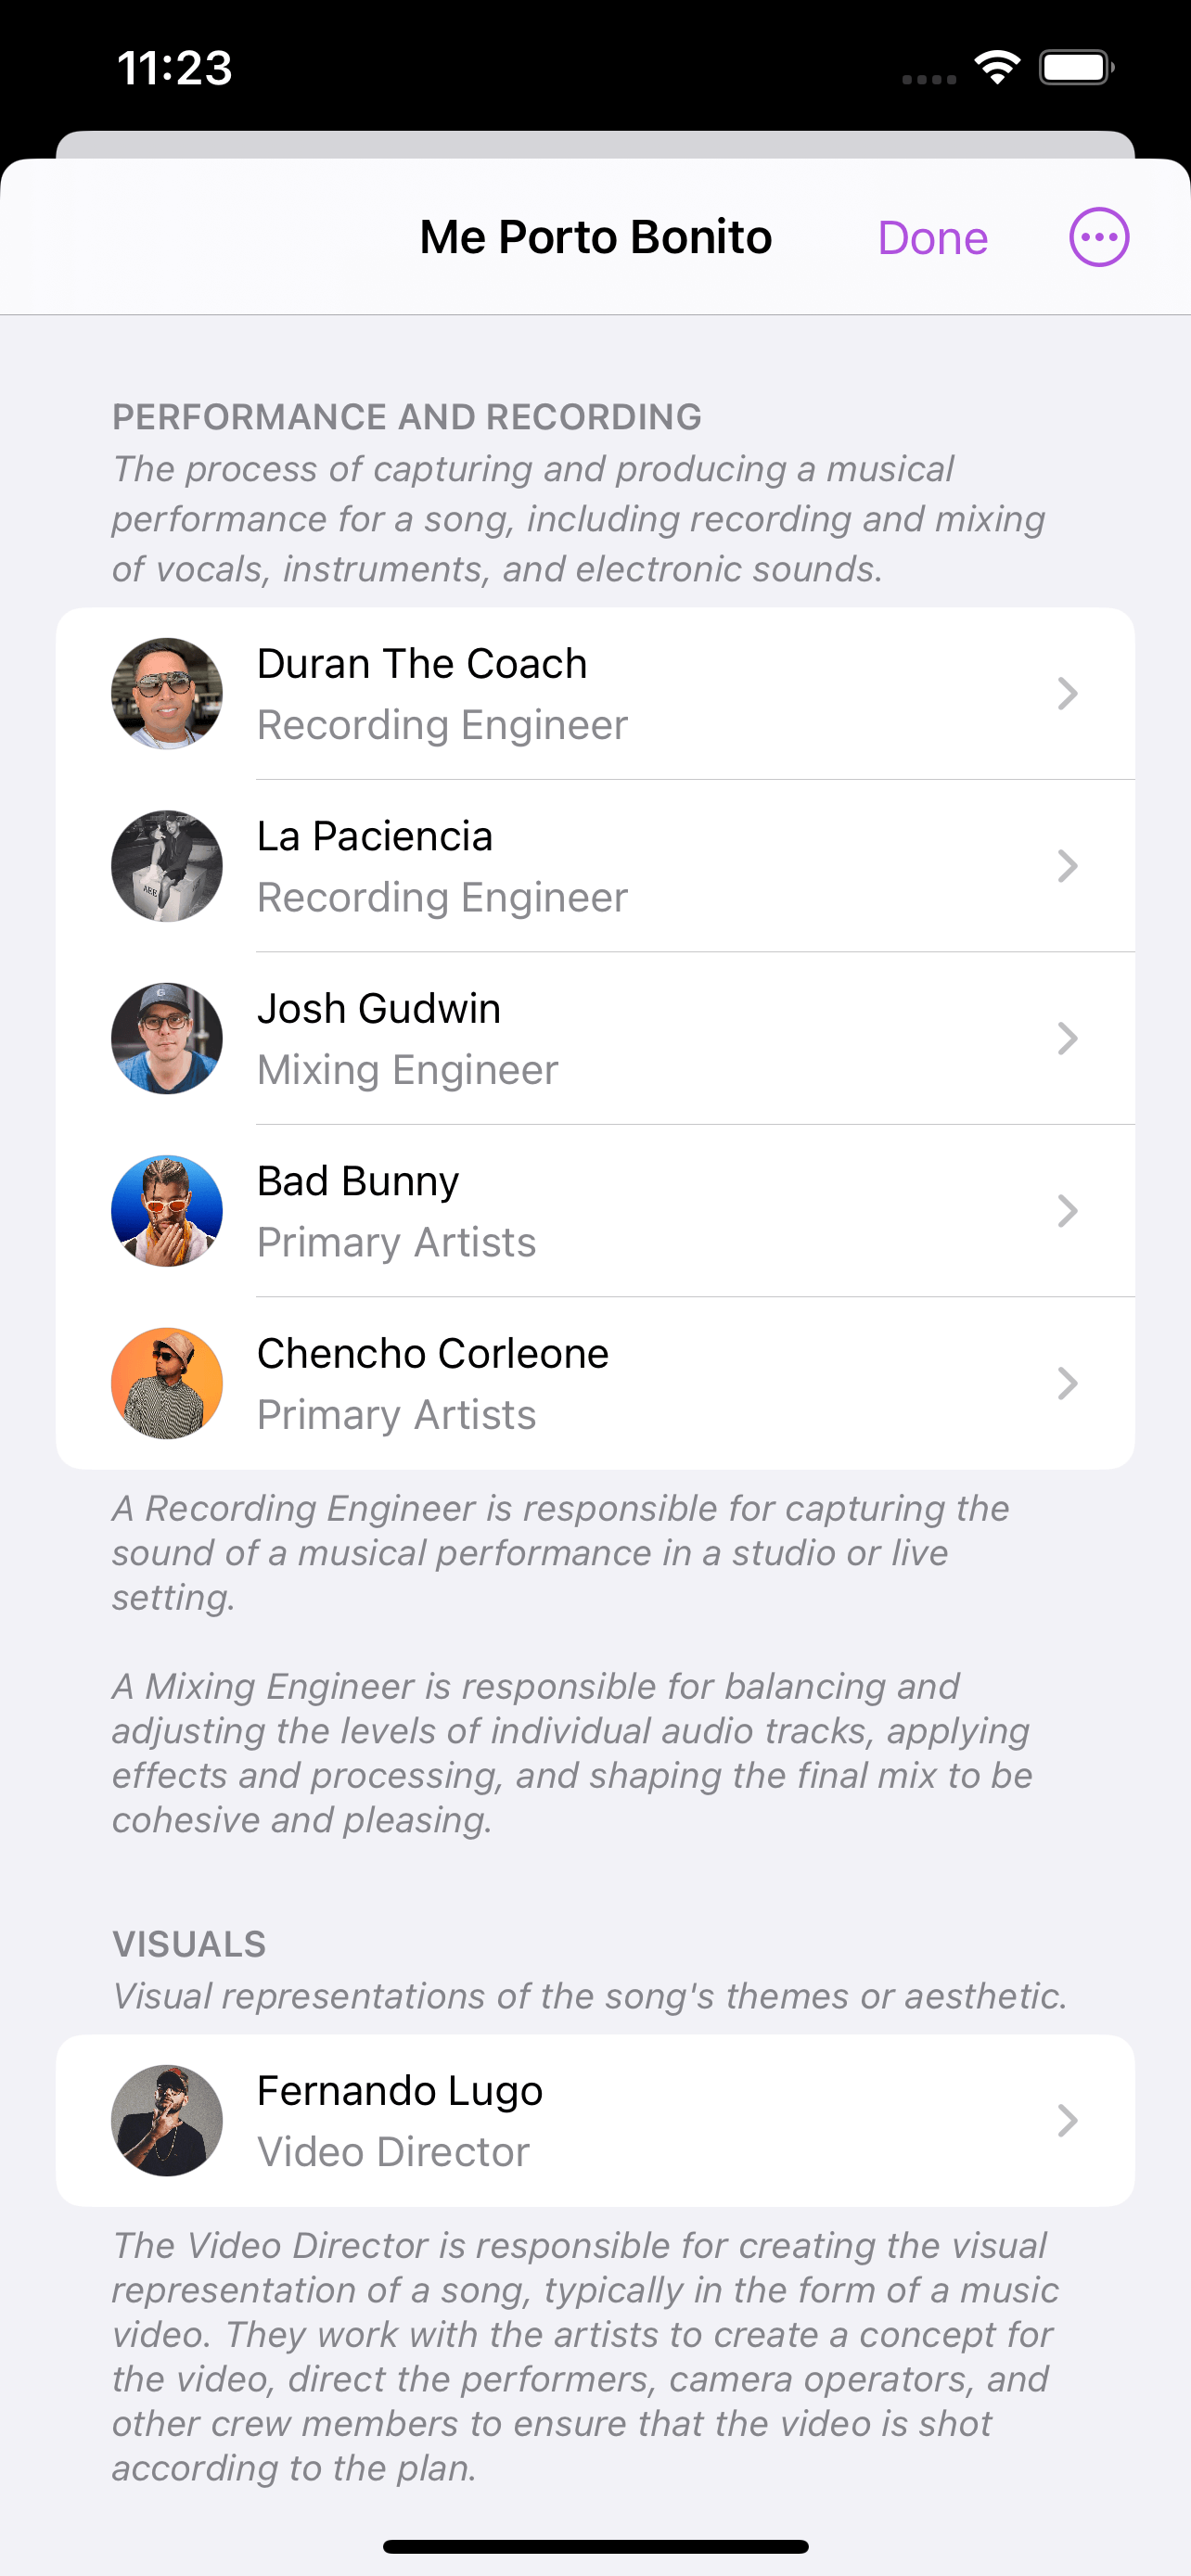 11:23
Me Porto Bonito
Done
PERFORMANCE AND RECORDING
The process of capturing and producing a musical
performance for a song, including recording and mixing
of vocals, instruments, and electronic sounds.
Duran The Coach
Recording Engineer
La Paciencia
Recording Engineer
Josh Gudwin
Mixing Engineer
Bad Bunny
Primary Artists
Chencho Corleone
Primary Artists
A Recording Engineer is responsible for capturing the
sound of a musical performance in a studio or live
setting.
A Mixing Engineer is responsible for balancing and
adjusting the levels of individual audio tracks, applying
effects and processing, and shaping the final mix to be
cohesive and pleasing.
VISUALS
Visual representations of the song's themes or aesthetic.
Fernando Lugo
Video Director
The Video Director is responsible for creating the visual
representation of a song, typically in the form of a music
video. They work with the artists to create a concept for
the video, direct the performers, camera operators, and
other crew members to ensure that the video is shot
according to the plan.